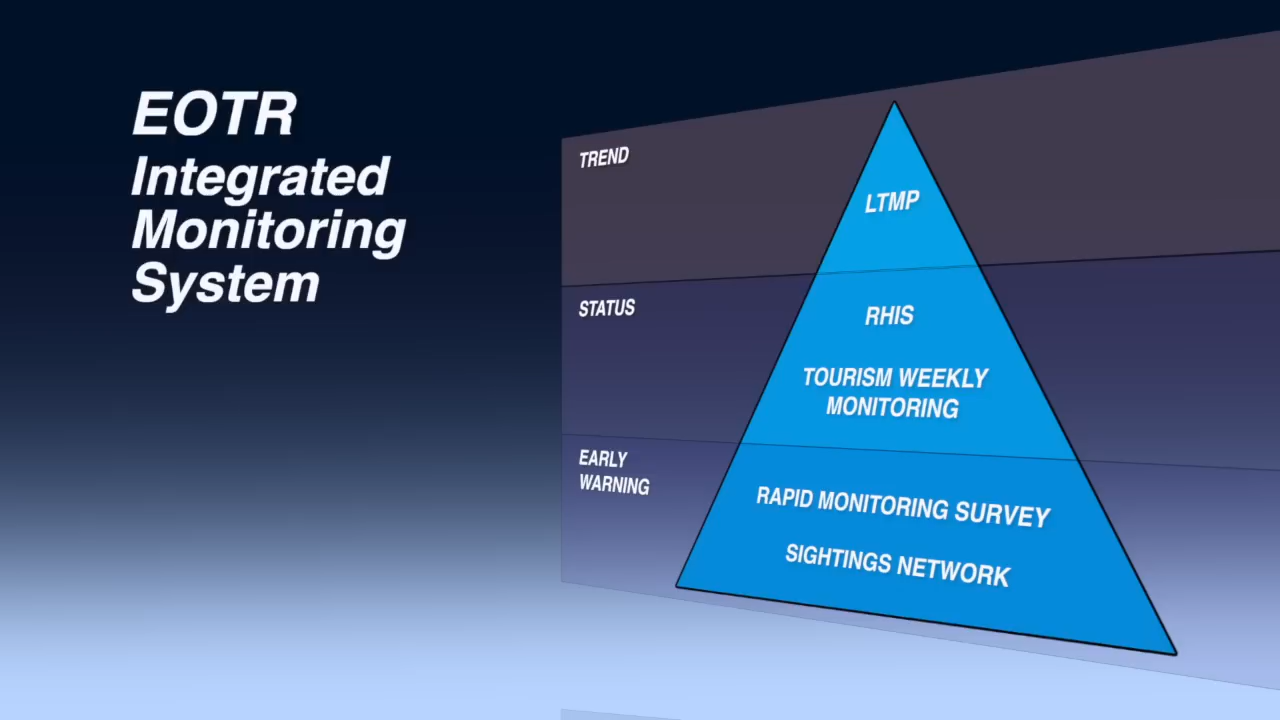 EOTR
Integrated
Monitoring
System
TREND
LTMP
STATUS
RHIS
TOURISM WEEKLY
MONITORING
EARLY
WARNING
RAPID MONITORING SURVEY
SIGHTINGS NETWORK